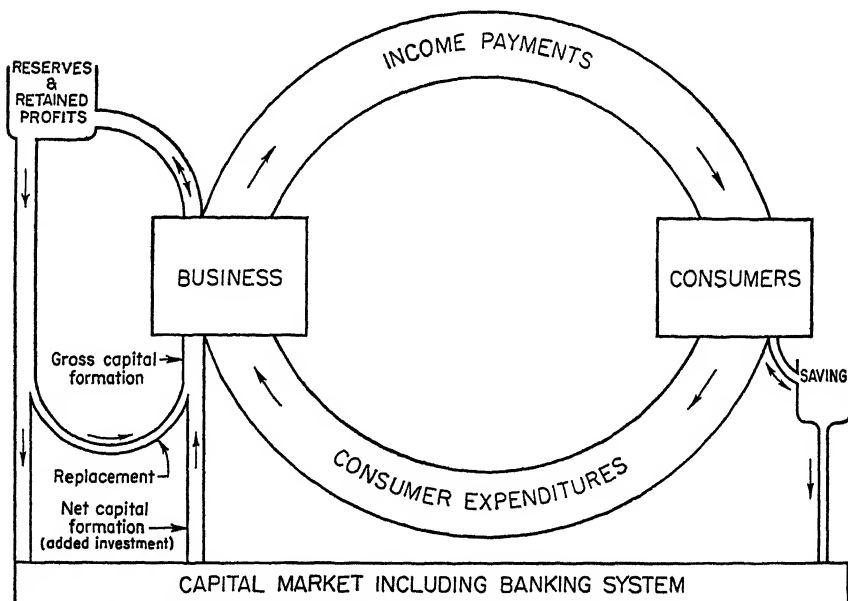 INCOME PAYMENTS
RESERVES
&
RETAINED
PROFITS
BUSINESS
CONSUMERS
Gross capital
formation
SAVING
CONSUMER EXPENDITURES
Replacement
Net capital
formation
(added investment)
CAPITAL MARKET INCLUDING BANKING SYSTEM